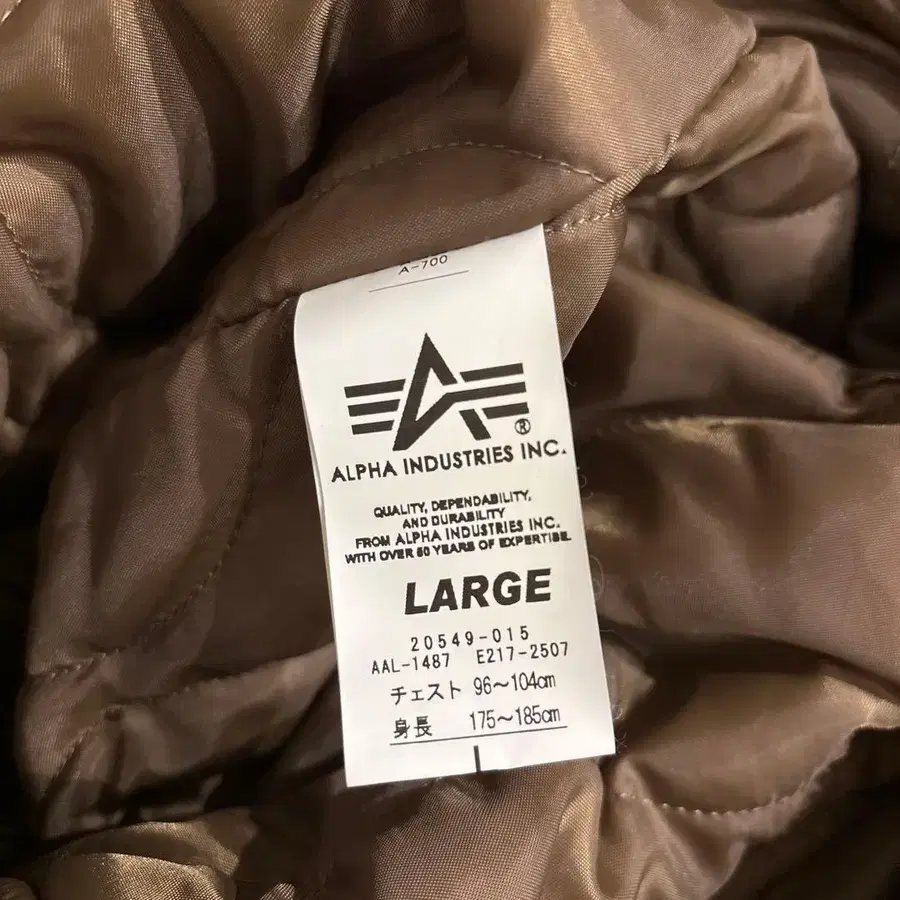 A-700
®
ALPHA INDUSTRIES INC.
QUALITY, DEPENDABILITY,
AND DURABILITY
FROM ALPHA INDUSTRIES INC.
WITH OVER 50 YEARS OF EXPERTISE.
LARGE
20549-015
AAL-1487 E217-2507
チェスト 96～104cm
身長 175～185cm